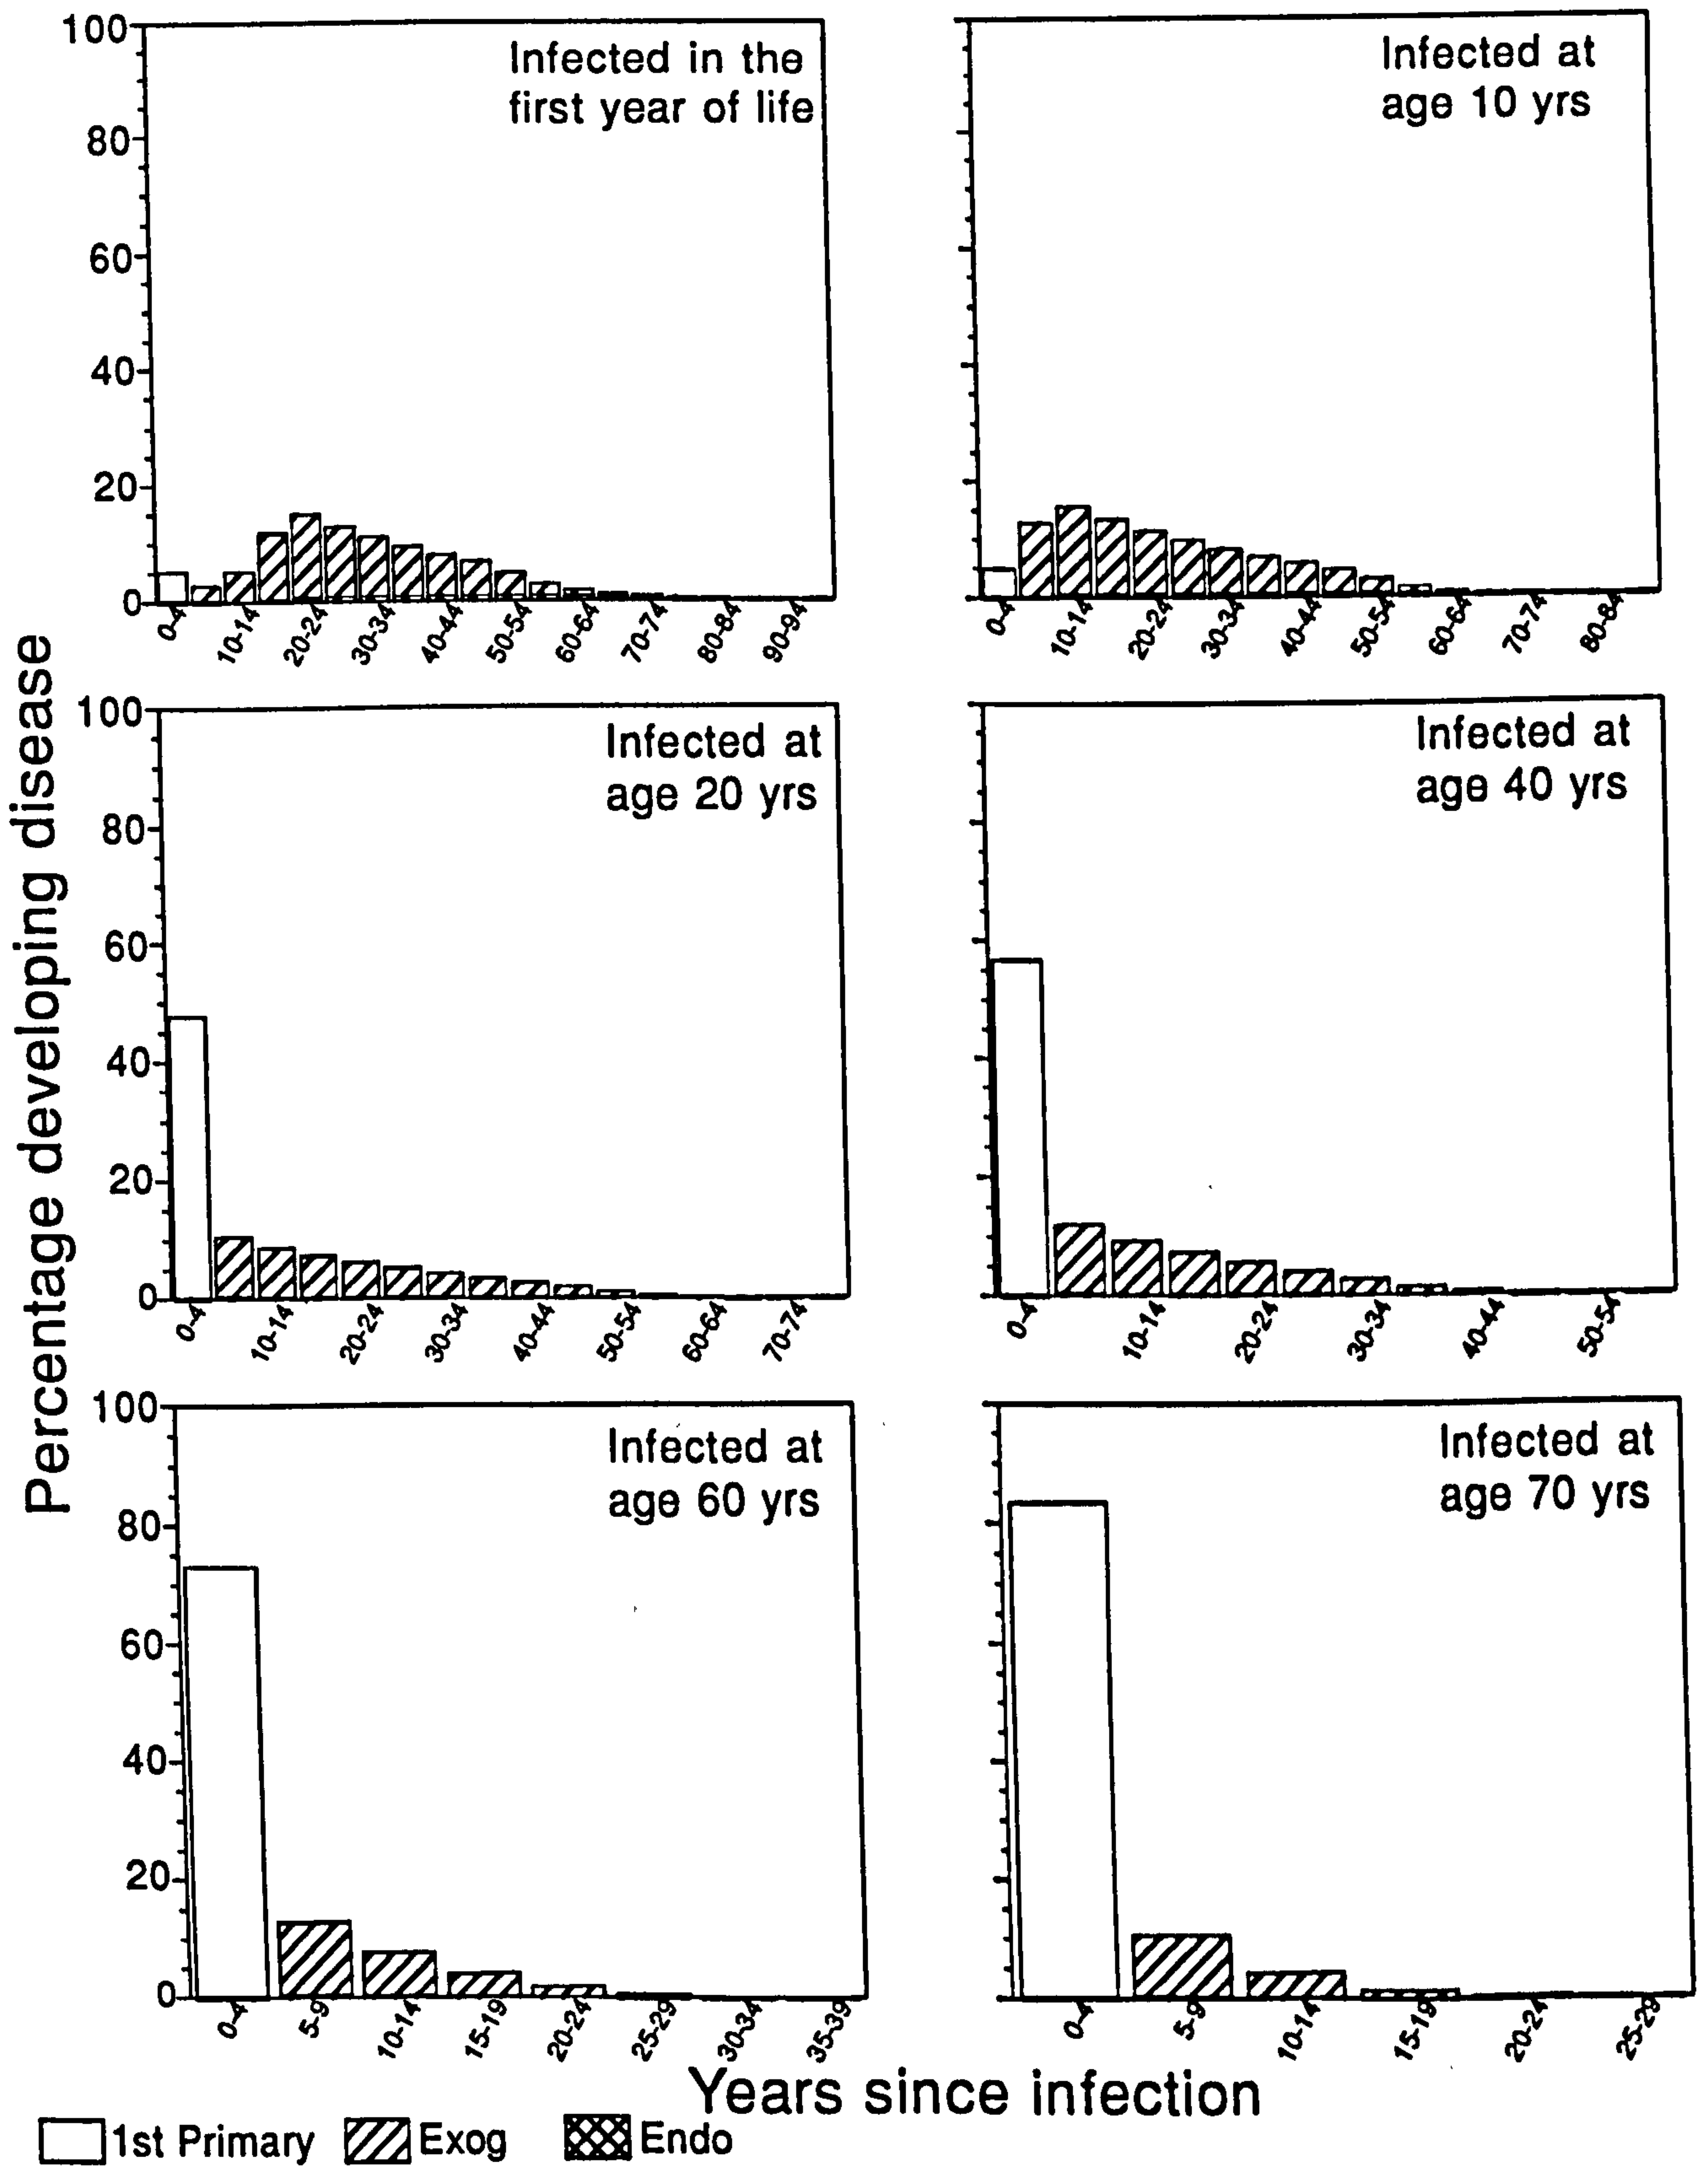 Percentage developing disease
100
80
60
40
20
0
Infected in the
first year of life
0-4 10-14 20-24 30-34 40-44 50-54 60-64 70-74 80-84 90-94
Infected at
age 10 yrs
0-4 10-14 20-24 30-34 40-44 50-54 60-64 70-74 80-84
100
80
60
40
20
0
Infected at
age 20 yrs
0-4 10-14 20-24 30-34 40-44 50-54 60-64 70-74
Infected at
age 40 yrs
0-4 10-14 20-24 30-34 40-44 50-54
100
80
60
40
20
0
Infected at
age 60 yrs
0-4 5-9 10-14 15-19 20-24 25-29 30-34 35-39
Infected at
age 70 yrs
0-4 5-9 10-14 15-19 20-24 25-29
Years since infection
1st Primary Exog Endo